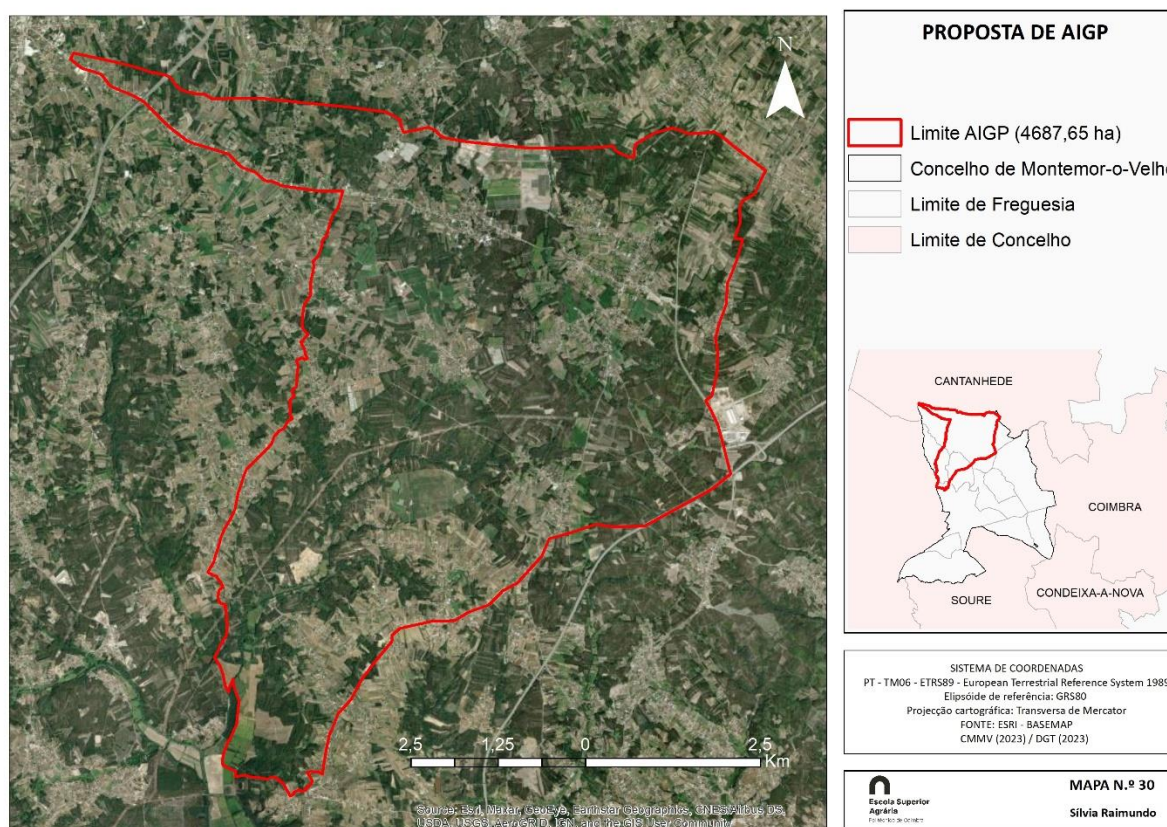 PROPOSTA DE AIGP
N
Limite AIGP (4687,65 ha)
Concelho de Montemor-o-Velho
Limite de Freguesia
Limite de Concelho
CANTANHEDE
COIMBRA
CONDEIXA-A-NOVA
SOURE
2,5 1,25 0 2,5
Km
Source: Esri, Maxar, GeoEye, Earthstar Geographics, CNES/Airbus DS,
USDA, USGS, AeroGRID, IGN, and the GIS User Community
SISTEMA DE COORDENADAS
PT - TM06 - ETRS89 - European Terrestrial Reference System 1989
Elipsóide de referência: GRS80
Projecção cartográfica: Transversa de Mercator
FONTE: ESRI - BASEMAP
CMMV (2023) / DGT (2023)
Escola Superior
Agrária
Politécnico de Coimbra
MAPA N.º 30
Sílvia Raimundo